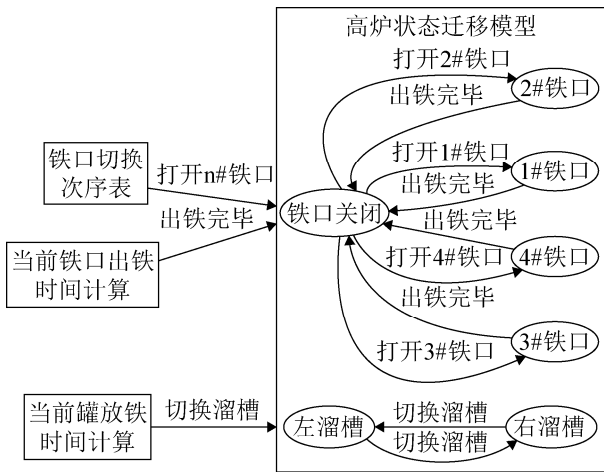 高炉状态迁移模型
打开2#铁口
2#铁口
出铁完毕
打开1#铁口
1#铁口
出铁完毕
铁口切换
次序表
打开n#铁口
铁口关闭
出铁完毕
出铁完毕
当前铁口出铁
时间计算
打开4#铁口
4#铁口
出铁完毕
打开3#铁口
3#铁口
当前罐放铁
时间计算
切换溜槽
左溜槽
切换溜槽
切换溜槽
右溜槽